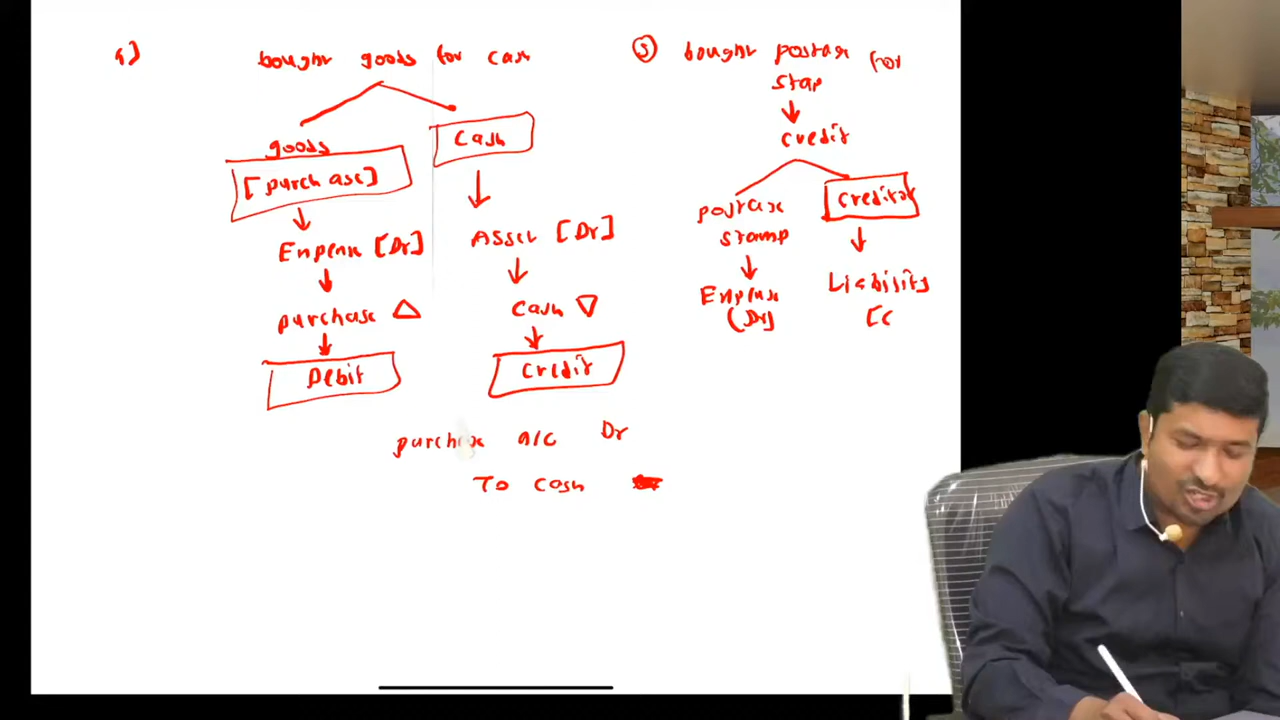 4)
bought goods for cash
goods
[purchase]
Expense [Dr]
purchase △
Debit
Cash
Asset [Dr]
Cash ▽
Credit
purchase a/c Dr
To cash
5) bought postage for
stap
credit
postage
stamp
Expense
(Dr)
Creditor
Liability
[C